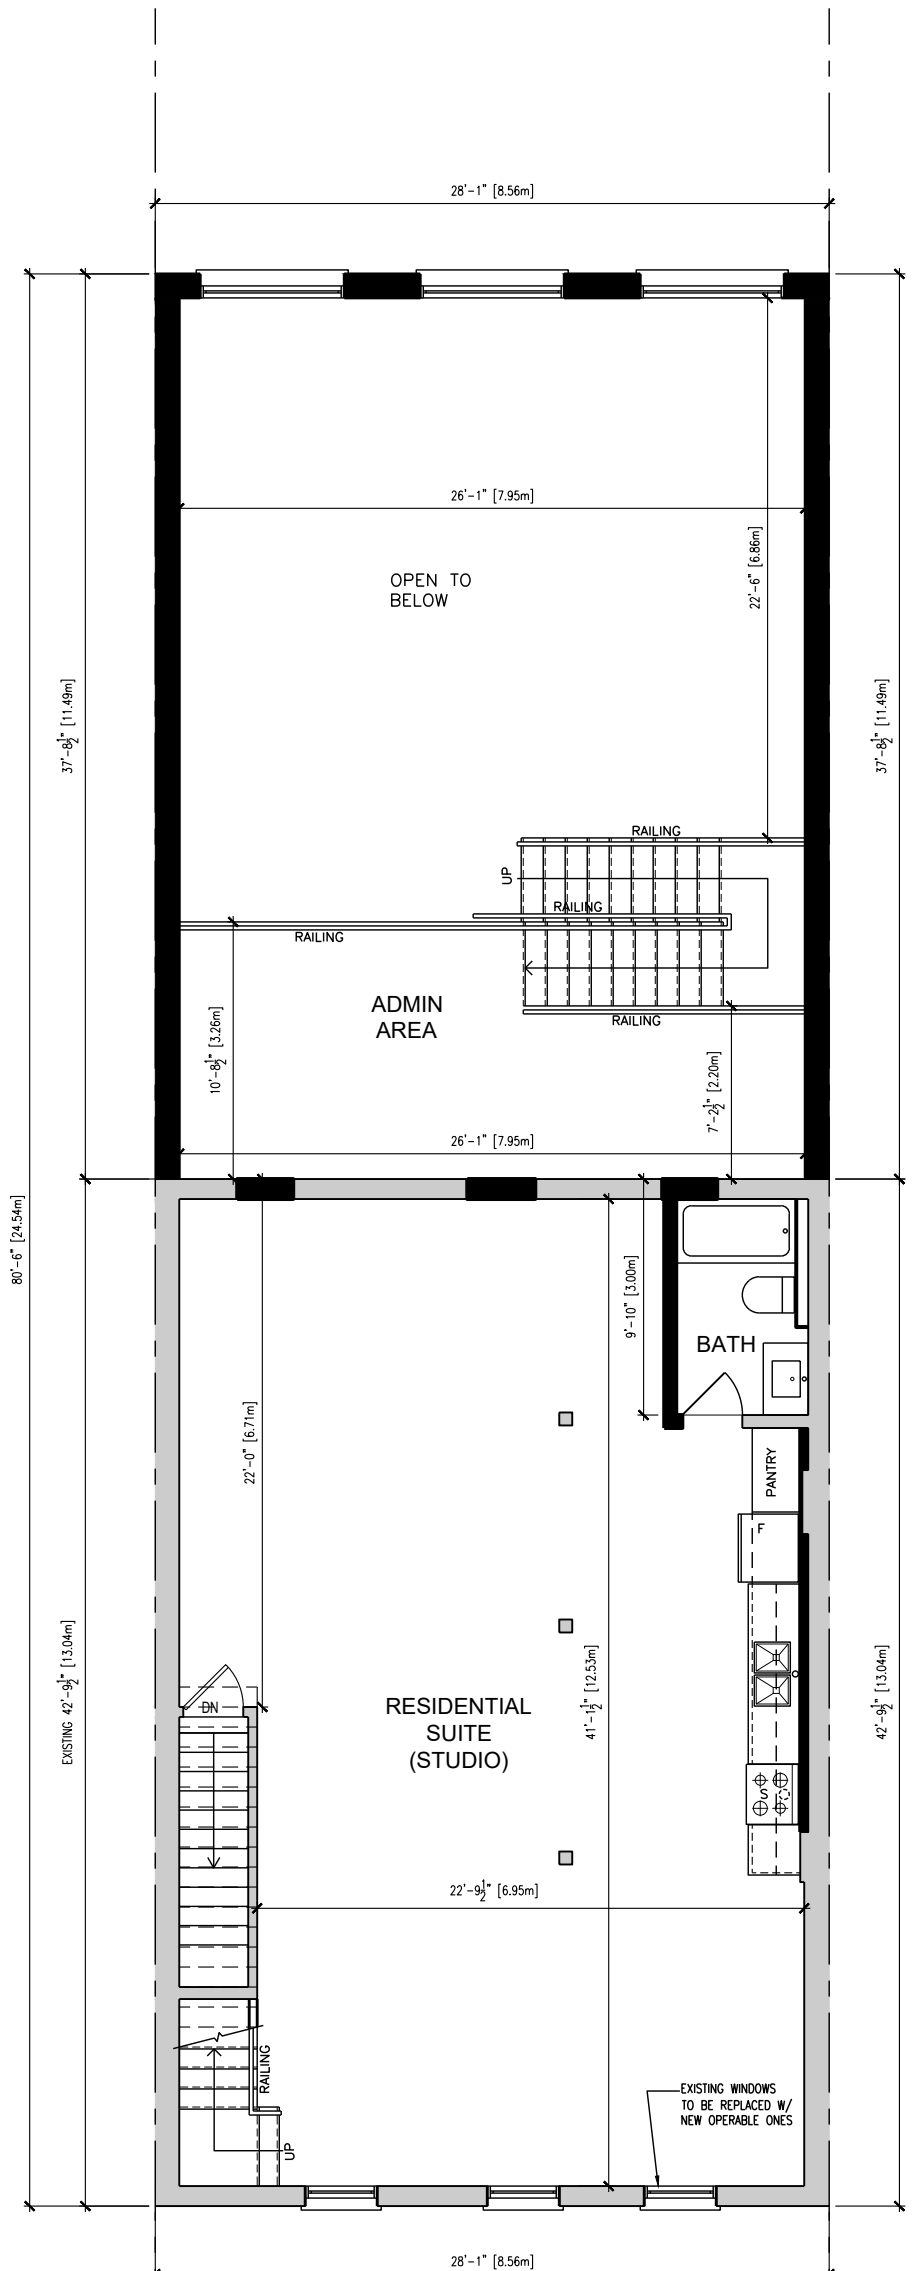 28'-1" [8.56m]
26'-1" [7.95m]
22'-6" [6.86m]
OPEN TO
BELOW
37'-8½" [11.49m]
37'-8½" [11.49m]
RAILING
UP
RAILING
RAILING
ADMIN
AREA
RAILING
10'-8½" [3.26m]
7'-2½" [2.20m]
26'-1" [7.95m]
80'-6" [24.54m]
9'-10" [3.00m]
BATH
22'-0" [6.71m]
PANTRY
F
EXISTING 42'-9½" [13.04m]
DN
RESIDENTIAL
SUITE
(STUDIO)
41'-1½" [12.53m]
42'-9½" [13.04m]
S
22'-9½" [6.95m]
RAILING
UP
EXISTING WINDOWS
TO BE REPLACED W/
NEW OPERABLE ONES
28'-1" [8.56m]